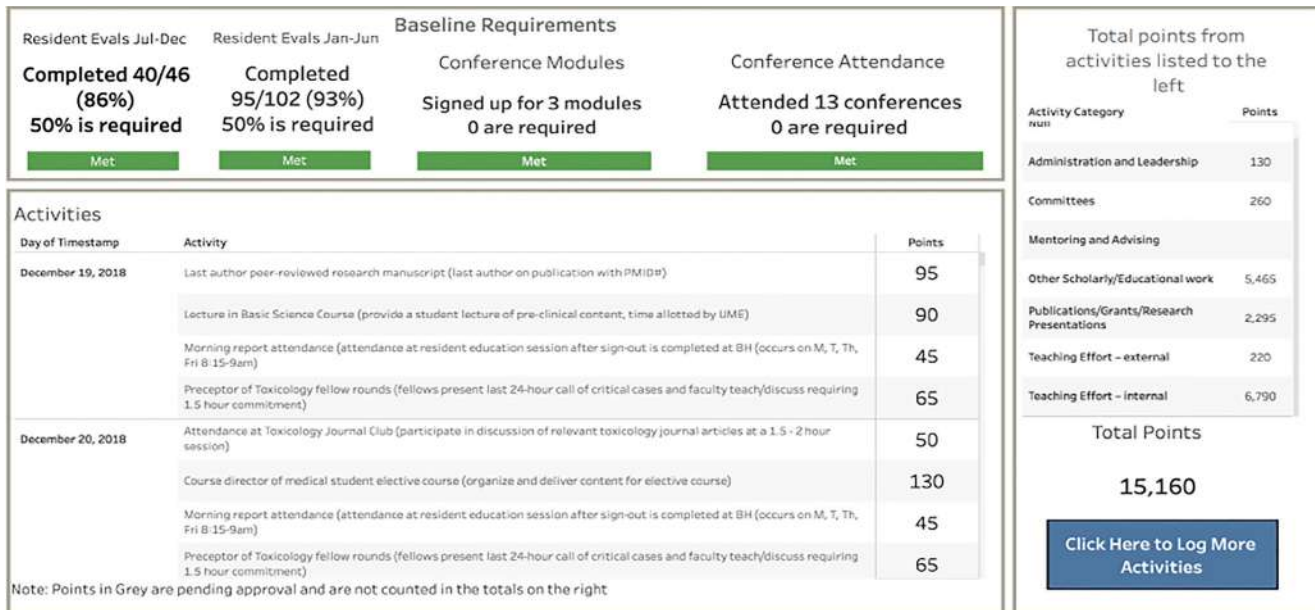 Baseline Requirements
Resident Evals Jul-Dec
Completed 40/46
(86%)
50% is required
Met
Resident Evals Jan-Jun
Completed
95/102 (93%)
50% is required
Met
Conference Modules
Signed up for 3 modules
0 are required
Met
Conference Attendance
Attended 13 conferences
0 are required
Met
Activities
Day of Timestamp Activity Points
December 19, 2018 Last author peer-reviewed research manuscript (last author on publication with PMID#) 95
Lecture in Basic Science Course (provide a student lecture of pre-clinical content, time allotted by UME) 90
Morning report attendance (attendance at resident education session after sign-out is completed at BH (occurs on M, T, Th, 45
Fri 8:15-9am)
Preceptor of Toxicology fellow rounds (fellows present last 24-hour call of critical cases and faculty teach/discuss requiring 65
1.5 hour commitment)
December 20, 2018 Attendance at Toxicology Journal Club (participate in discussion of relevant toxicology journal articles at a 1.5 - 2 hour 50
session)
Course director of medical student elective course (organize and deliver content for elective course) 130
Morning report attendance (attendance at resident education session after sign-out is completed at BH (occurs on M, T, Th, 45
Fri 8:15-9am)
Preceptor of Toxicology fellow rounds (fellows present last 24-hour call of critical cases and faculty teach/discuss requiring 65
1.5 hour commitment)
Note: Points in Grey are pending approval and are not counted in the totals on the right
Total points from
activities listed to the
left
Activity Category Points
Null
Administration and Leadership 130
Committees 260
Mentoring and Advising
Other Scholarly/Educational work 5,465
Publications/Grants/Research 2,295
Presentations
Teaching Effort – external 220
Teaching Effort – internal 6,790
Total Points
15,160
Click Here to Log More
Activities